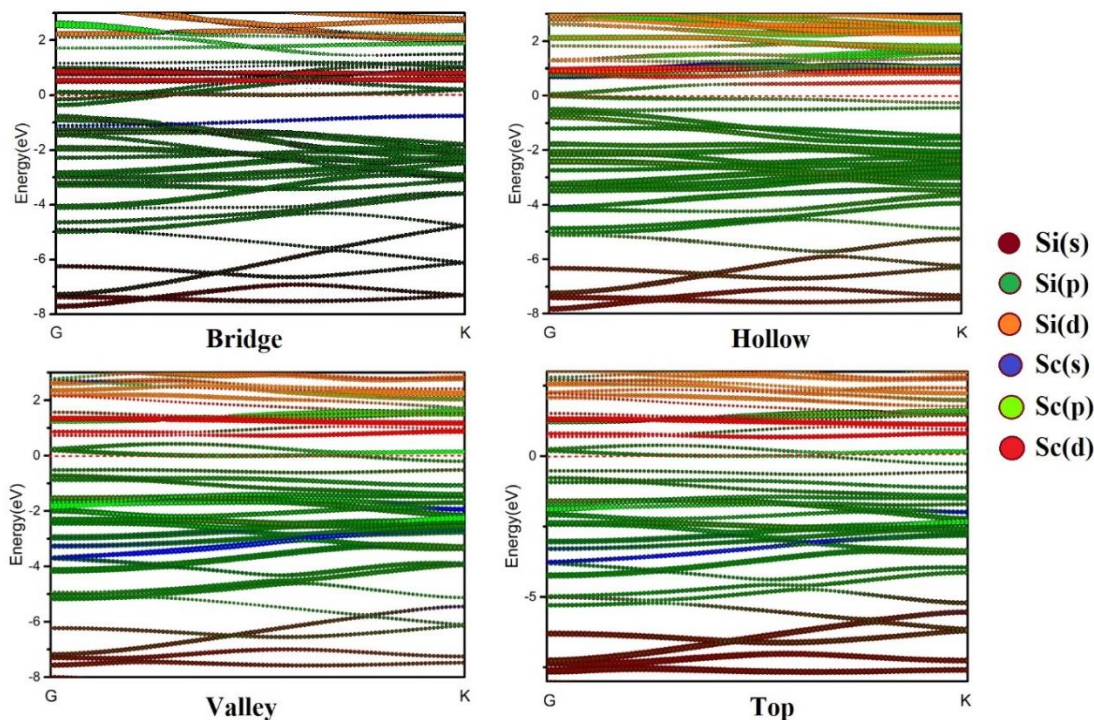 Energy(eV)
2
0
-2
-4
-6
-8
G
K
Bridge
Energy(eV)
2
0
-2
-4
-6
-8
G
K
Hollow
Energy(eV)
2
0
-2
-4
-6
-8
G
K
Valley
Energy(eV)
0
-5
G
K
Top
Si(s)
Si(p)
Si(d)
Sc(s)
Sc(p)
Sc(d)